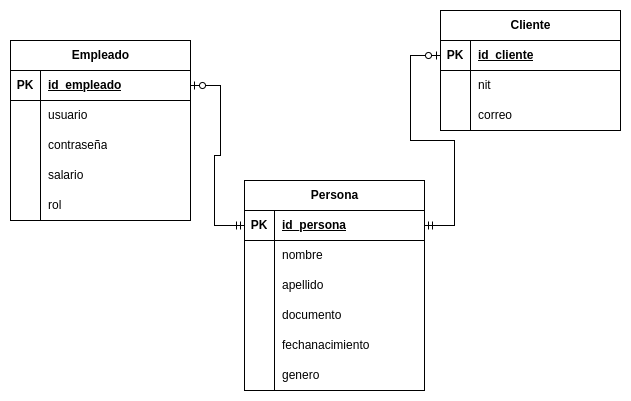 Empleado
PK id_empleado
usuario
contraseña
salario
rol
Cliente
PK id_cliente
nit
correo
Persona
PK id_persona
nombre
apellido
documento
fechanacimiento
genero